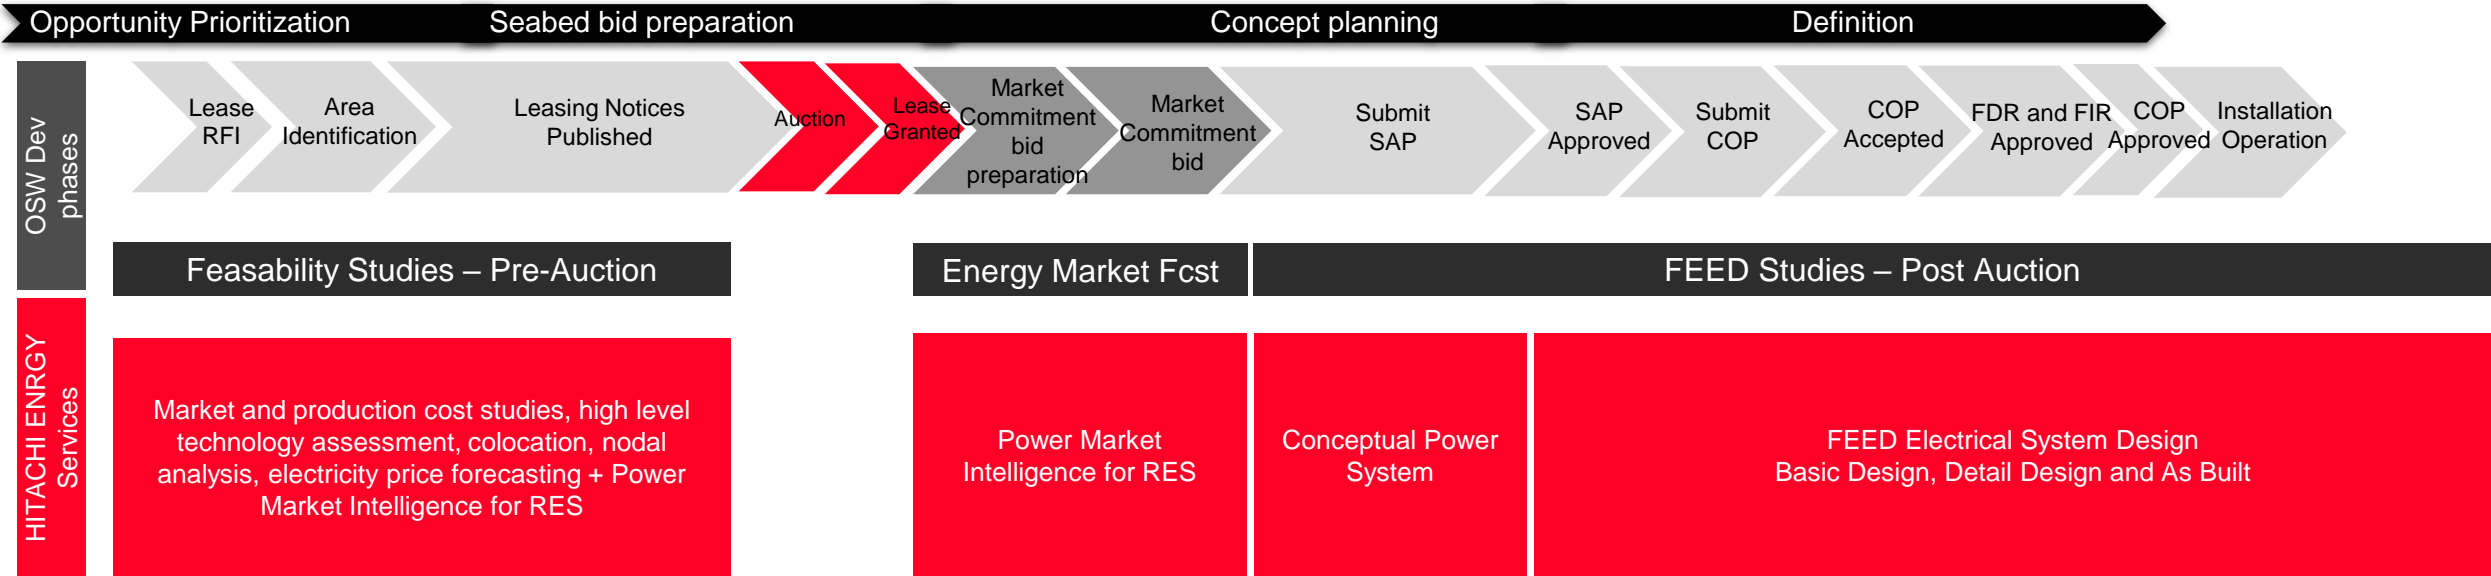 Opportunity Prioritization
Seabed bid preparation
Concept planning
Definition
OSW Dev
phases
Lease
RFI
Area
Identification
Leasing Notices
Published
Auction
Lease
Granted
Market
Commitment
bid
preparation
Market
Commitment
bid
Submit
SAP
SAP
Approved
Submit
COP
COP
Accepted
FDR and FIR
Approved
COP
Approved
Installation
Operation
Feasability Studies – Pre-Auction
Energy Market Fcst
FEED Studies – Post Auction
HITACHI ENERGY
Services
Market and production cost studies, high level
technology assessment, colocation, nodal
analysis, electricity price forecasting + Power
Market Intelligence for RES
Power Market
Intelligence for RES
Conceptual Power
System
FEED Electrical System Design
Basic Design, Detail Design and As Built